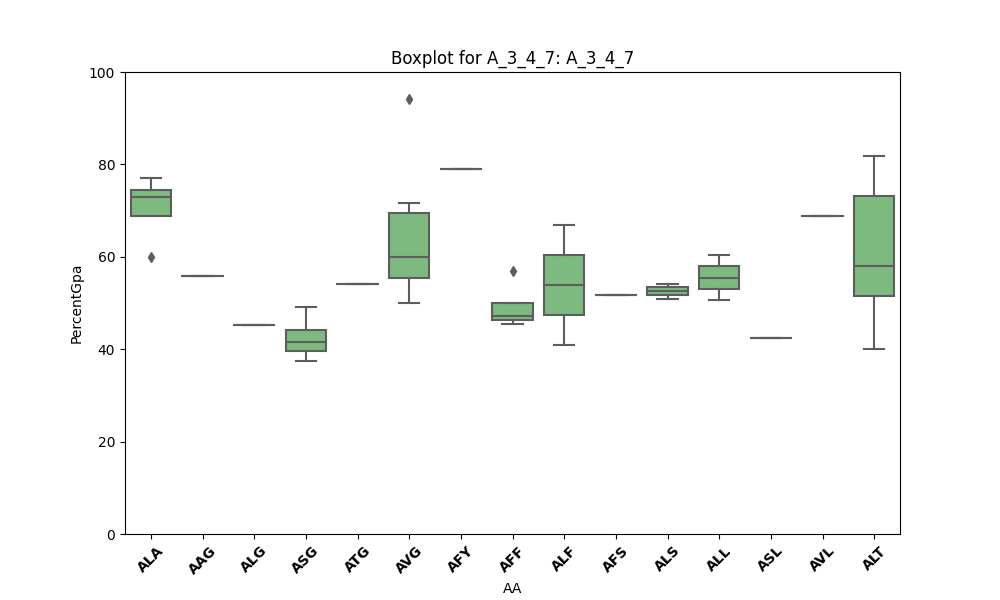 Boxplot for A_3_4_7: A_3_4_7
100
80
60
40
20
0
PercentGpa
ALA AAG ALG ASG ATG AVG AFY AFF ALF AFS ALS ALL ASL AVL ALT
AA